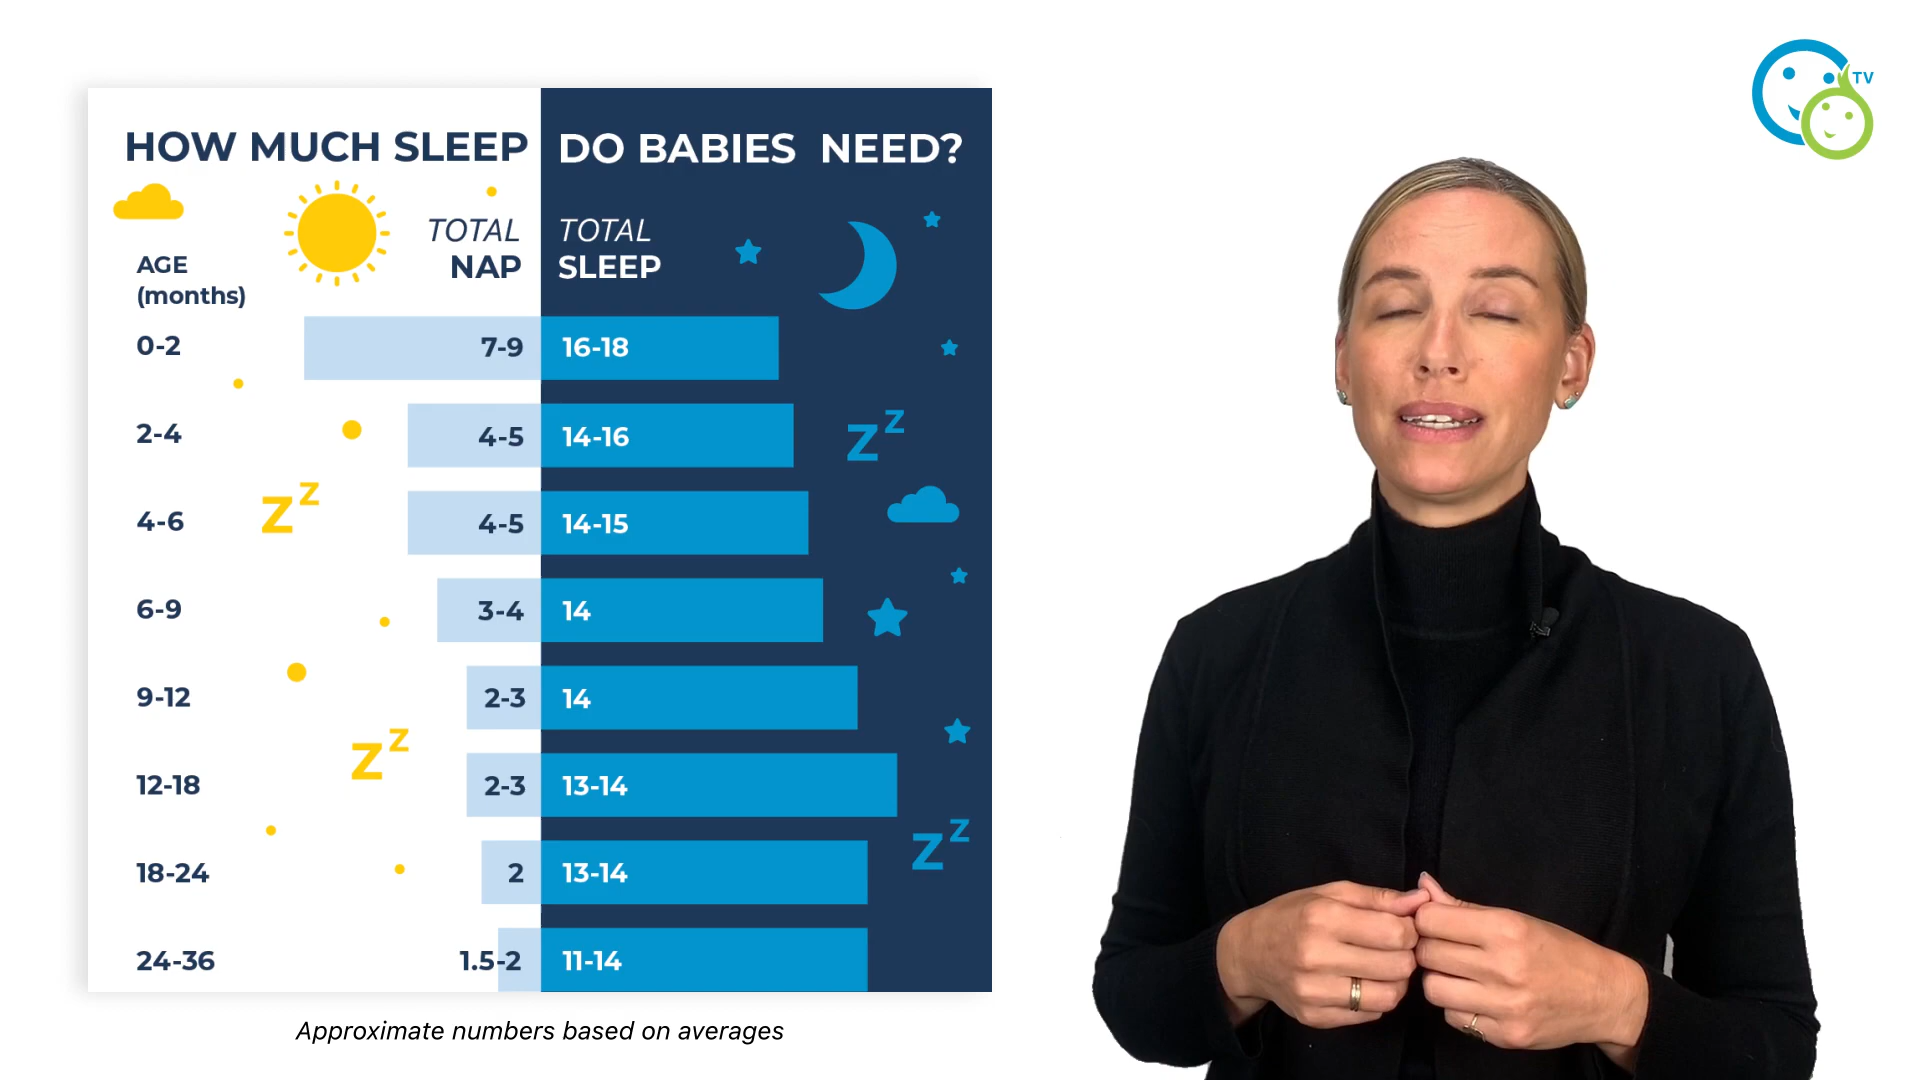 TV
HOW MUCH SLEEP DO BABIES NEED?
TOTAL NAP
TOTAL SLEEP
AGE
(months)
0-2 7-9 16-18
2-4 4-5 14-16
Z Z
4-6 4-5 14-15
Z Z
6-9 3-4 14
9-12 2-3 14
Z Z
12-18 2-3 13-14
Z Z
18-24 2 13-14
24-36 1.5-2 11-14
Approximate numbers based on averages